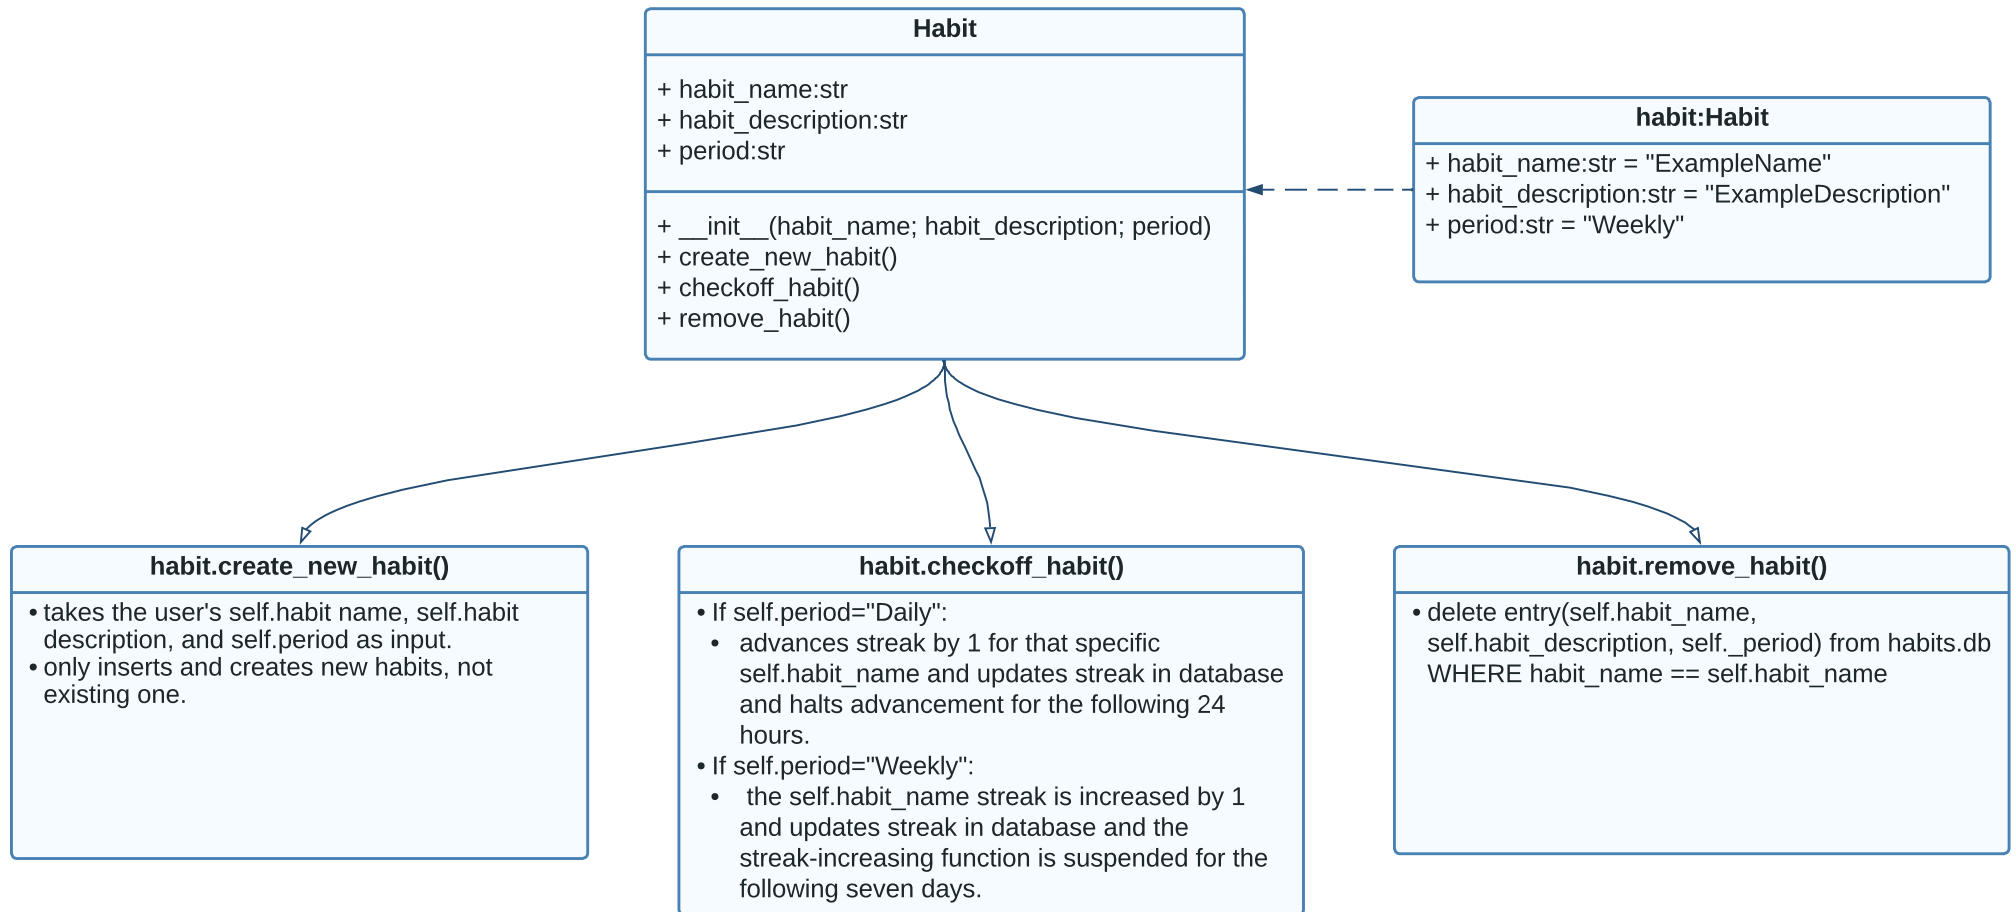 Habit
+ habit_name:str
+ habit_description:str
+ period:str
+ __init__(habit_name; habit_description; period)
+ create_new_habit()
+ checkoff_habit()
+ remove_habit()
habit:Habit
+ habit_name:str = "ExampleName"
+ habit_description:str = "ExampleDescription"
+ period:str = "Weekly"
habit.create_new_habit()
• takes the user's self.habit name, self.habit
description, and self.period as input.
• only inserts and creates new habits, not
existing one.
habit.checkoff_habit()
• If self.period="Daily":
• advances streak by 1 for that specific
self.habit_name and updates streak in database
and halts advancement for the following 24
hours.
• If self.period="Weekly":
• the self.habit_name streak is increased by 1
and updates streak in database and the
streak-increasing function is suspended for the
following seven days.
habit.remove_habit()
• delete entry(self.habit_name,
self.habit_description, self._period) from habits.db
WHERE habit_name == self.habit_name